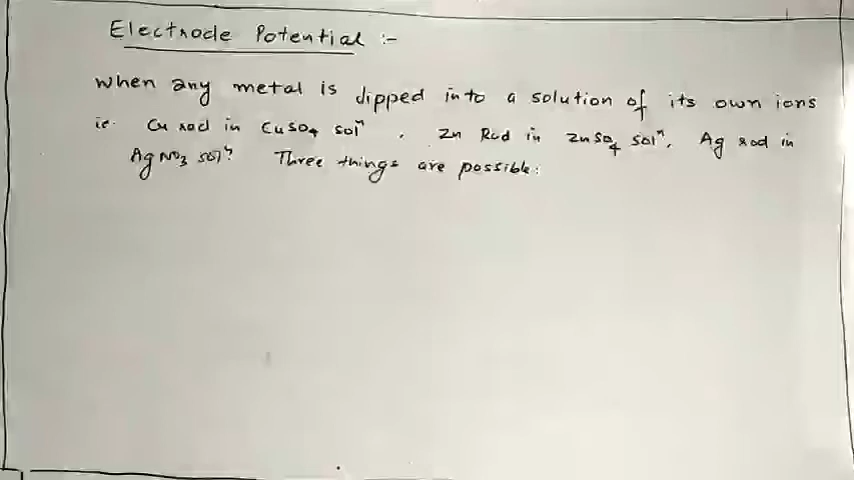 Electrode Potential :-
when any metal is dipped into a solution of its own ions
ie. Cu rod in CuSO4 solⁿ, Zn Rod in ZnSO4 solⁿ, Ag rod in
AgNO3 solⁿ. Three things are possible: